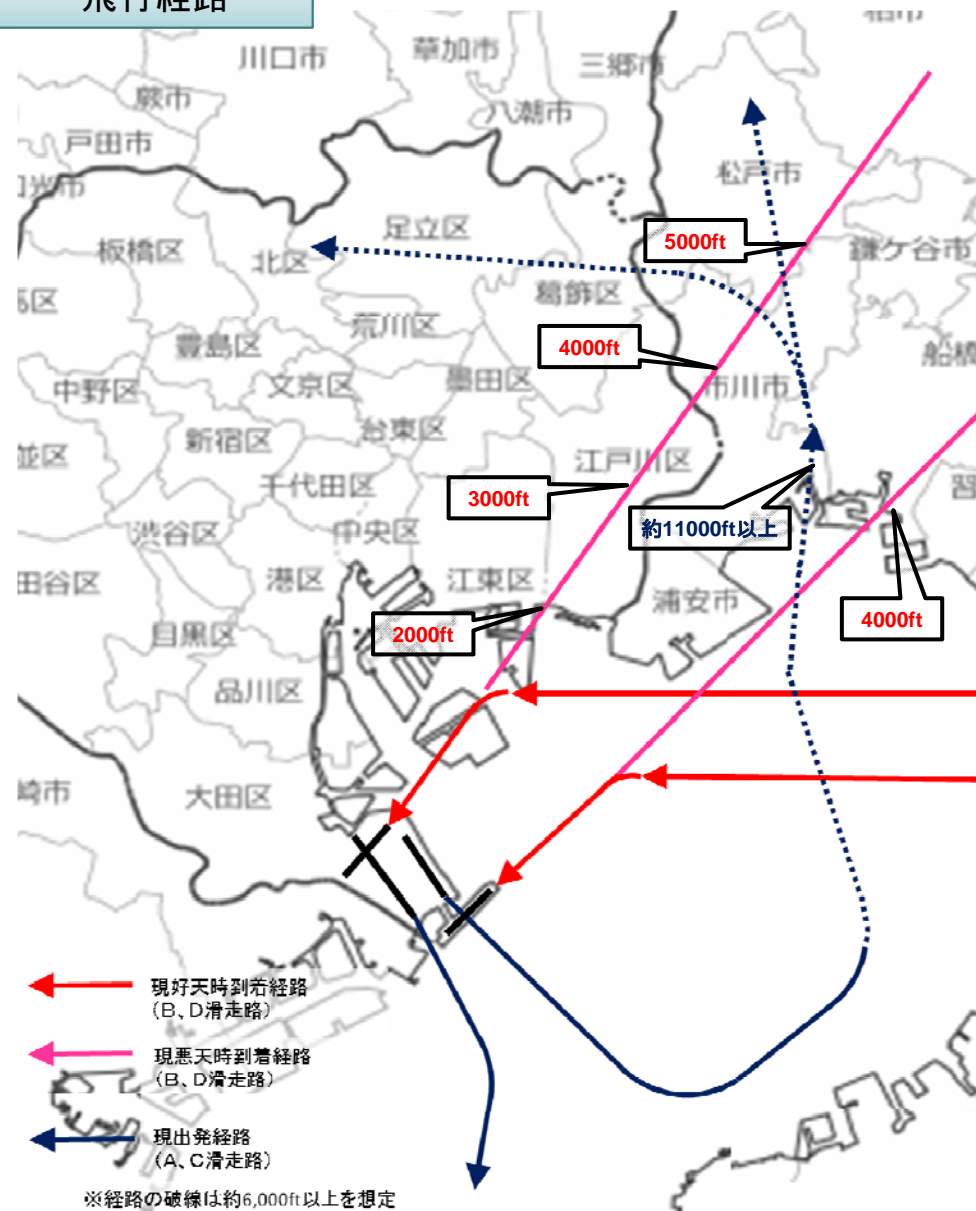 飛行経路
川口市
草加市
三郷市
蕨市
八潮市
戸田市
松戸市
足立区
5000ft
鎌ケ谷市
板橋区
北区
葛飾区
荒川区
4000ft
豊島区
船橋
中野区
文京区
墨田区
市川市
新宿区
台東区
並区
江戸川区
習
千代田区
3000ft
約11000ft以上
渋谷区
中央区
田谷区
港区
江東区
浦安市
4000ft
目黒区
2000ft
品川区
崎市
大田区
現好天時到着経路
(B、D滑走路)
現悪天時到着経路
(B、D滑走路)
現出発経路
(A、C滑走路)
※経路の破線は約6,000ft以上を想定